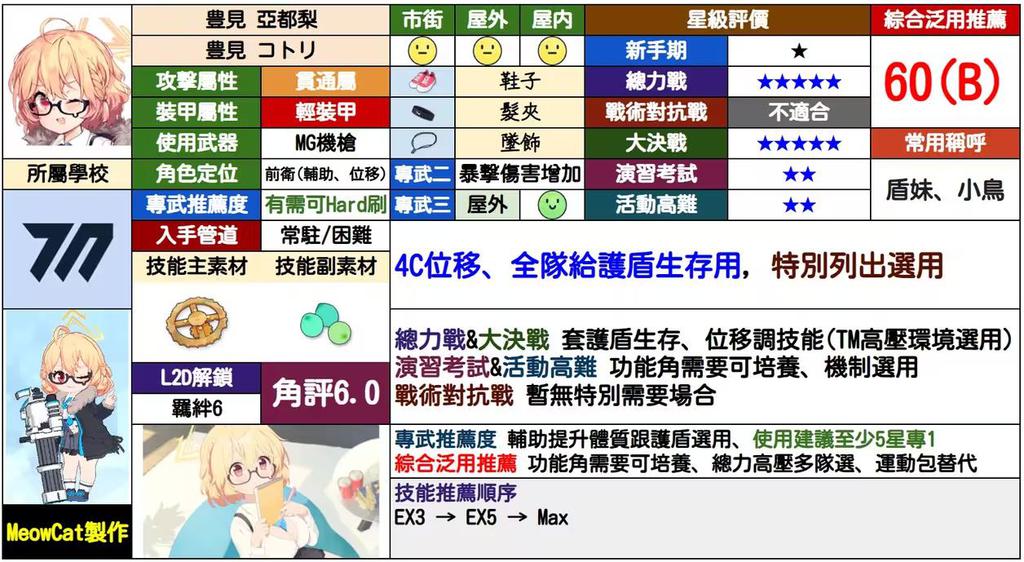 豊見 亞都梨
市街
屋外
屋内
星級評價
綜合泛用推薦
豊見 コトリ
新手期
★
60(B)
攻擊屬性
貫通屬
鞋子
總力戰
★★★★★
裝甲屬性
輕裝甲
髮夾
戰術對抗戰
不適合
使用武器
MG機槍
墜飾
大決戰
★★★★★
常用稱呼
所屬學校
角色定位
前衛(輔助、位移)
專武二
暴擊傷害增加
演習考試
★★
盾妹、小鳥
專武推薦度
有需可Hard刷
專武三
屋外
活動高難
★★
入手管道
常駐/困難
4C位移、全隊給護盾生存用，特別列出選用
技能主素材
技能副素材
總力戰&大決戰 套護盾生存、位移調技能(TM高壓環境選用)
演習考試&活動高難 功能角需要可培養、機制選用
戰術對抗戰 暫無特別需要場合
L2D解鎖
羈絆6
角評6.0
專武推薦度 輔助提升體質跟護盾選用、使用建議至少5星專1
綜合泛用推薦 功能角需要可培養、總力高壓多隊選、運動包替代
技能推薦順序
EX3 → EX5 → Max
MeowCat製作